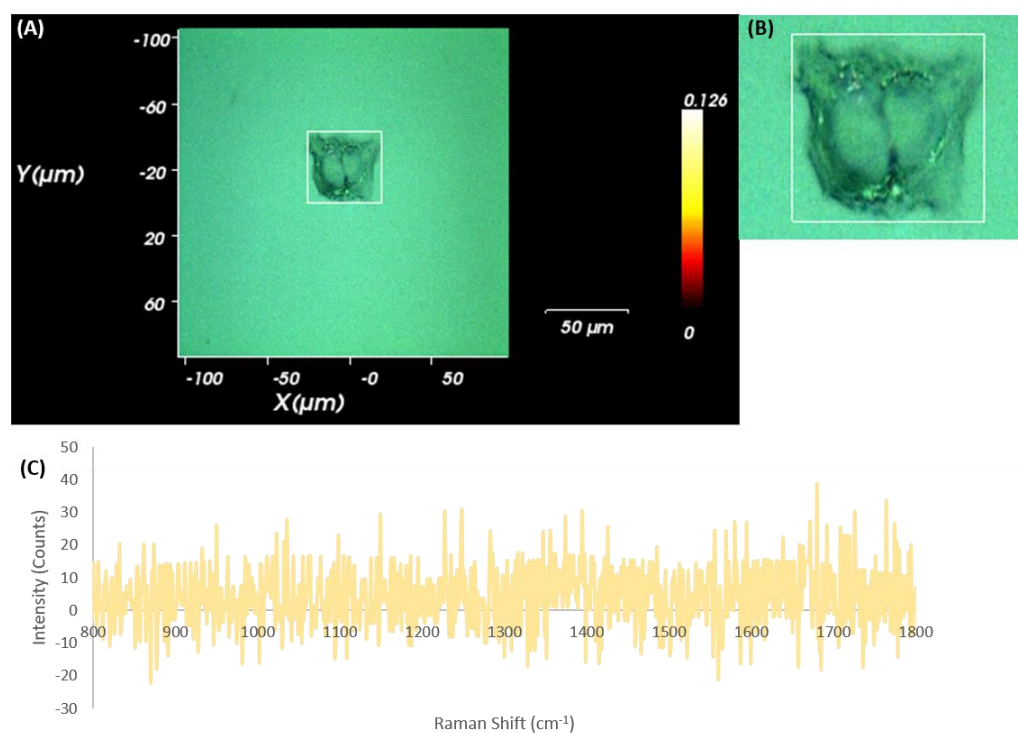 (A)
-100
-60
-20
20
60
Y(µm)
-100 -50 -0 50
X(µm)
50 µm
0.126
0
(B)
(C)
50
40
30
20
10
0
-10
-20
-30
Intensity (Counts)
800 900 1000 1100 1200 1300 1400 1500 1600 1700 1800
Raman Shift (cm-1)